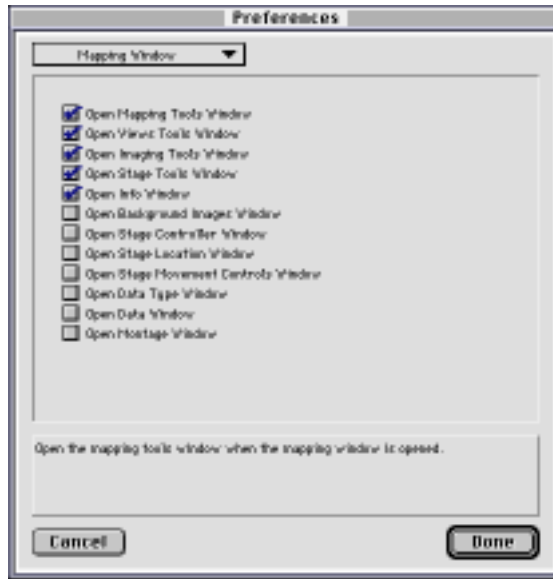 Preferences
Mapping Window
Open Mapping Tools Window
Open Views Tools Window
Open Imaging Tools Window
Open Stage Tools Window
Open Info Window
Open Background Images Window
Open Stage Controller Window
Open Stage Location Window
Open Stage Movement Controls Window
Open Data Type Window
Open Data Window
Open Montage Window
Open the mapping tools window when the mapping window is opened.
Cancel
Done